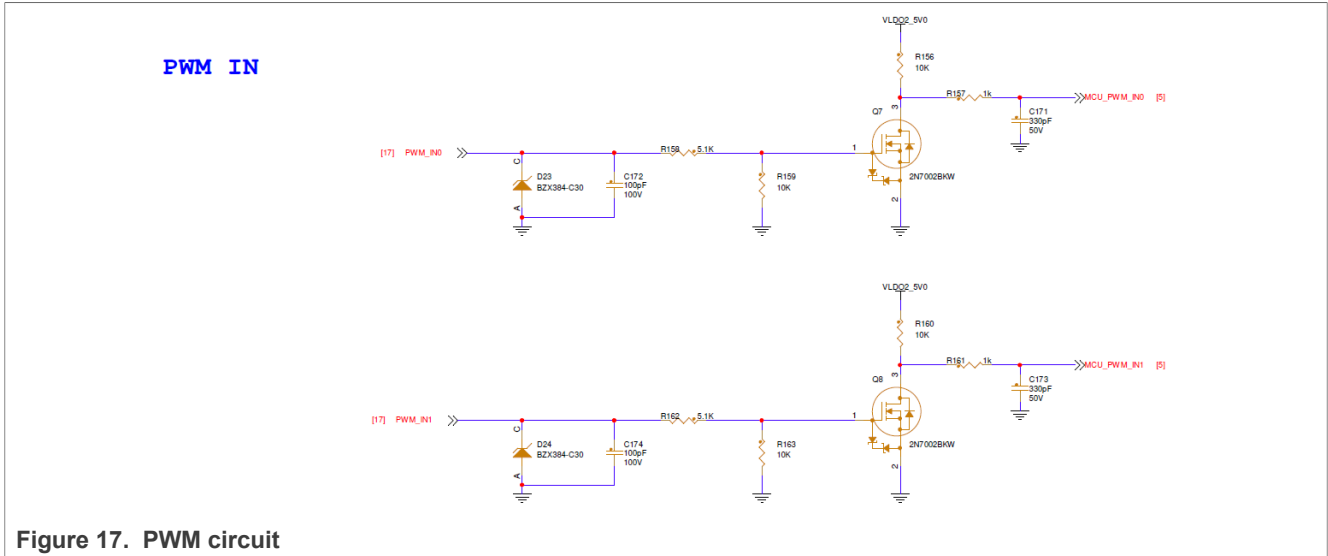 PWM IN
VLDO2_5V0
R156
10K
R157 1k
MCU_PWM_IN0 [5]
3
Q7
C171
330pF
50V
[17] PWM_IN0
R158 5.1K
1
C
D23
BZX384-C30
A
C172
100pF
100V
R159
10K
2N7002BKW
2
VLDO2_5V0
R160
10K
R161 1k
MCU_PWM_IN1 [5]
3
Q8
C173
330pF
50V
[17] PWM_IN1
R162 5.1K
1
C
D24
BZX384-C30
A
C174
100pF
100V
R163
10K
2N7002BKW
2
Figure 17. PWM circuit